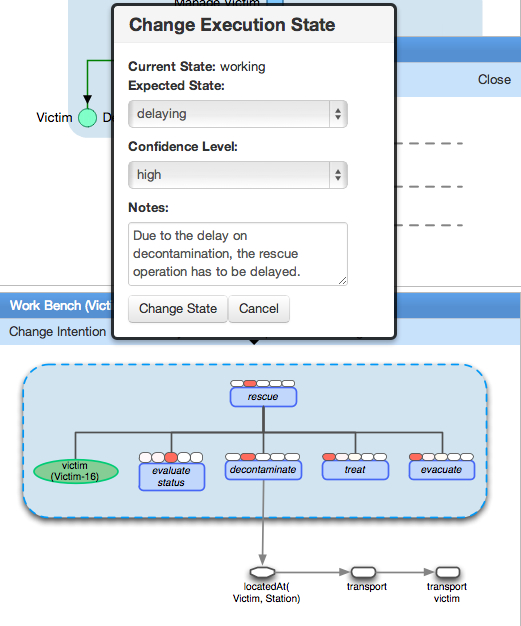 Manage Victim
Change Execution State
Current State: working
Expected State:
delaying
Close
Victim
D
Confidence Level:
high
Notes:
Due to the delay on
decontamination, the rescue
operation has to be delayed.
Change State
Cancel
Work Bench (Vict
Change Intention
rescue
victim
(Victim-16)
evaluate
status
decontaminate
treat
evacuate
locatedAt(
Victim, Station)
transport
transport
victim